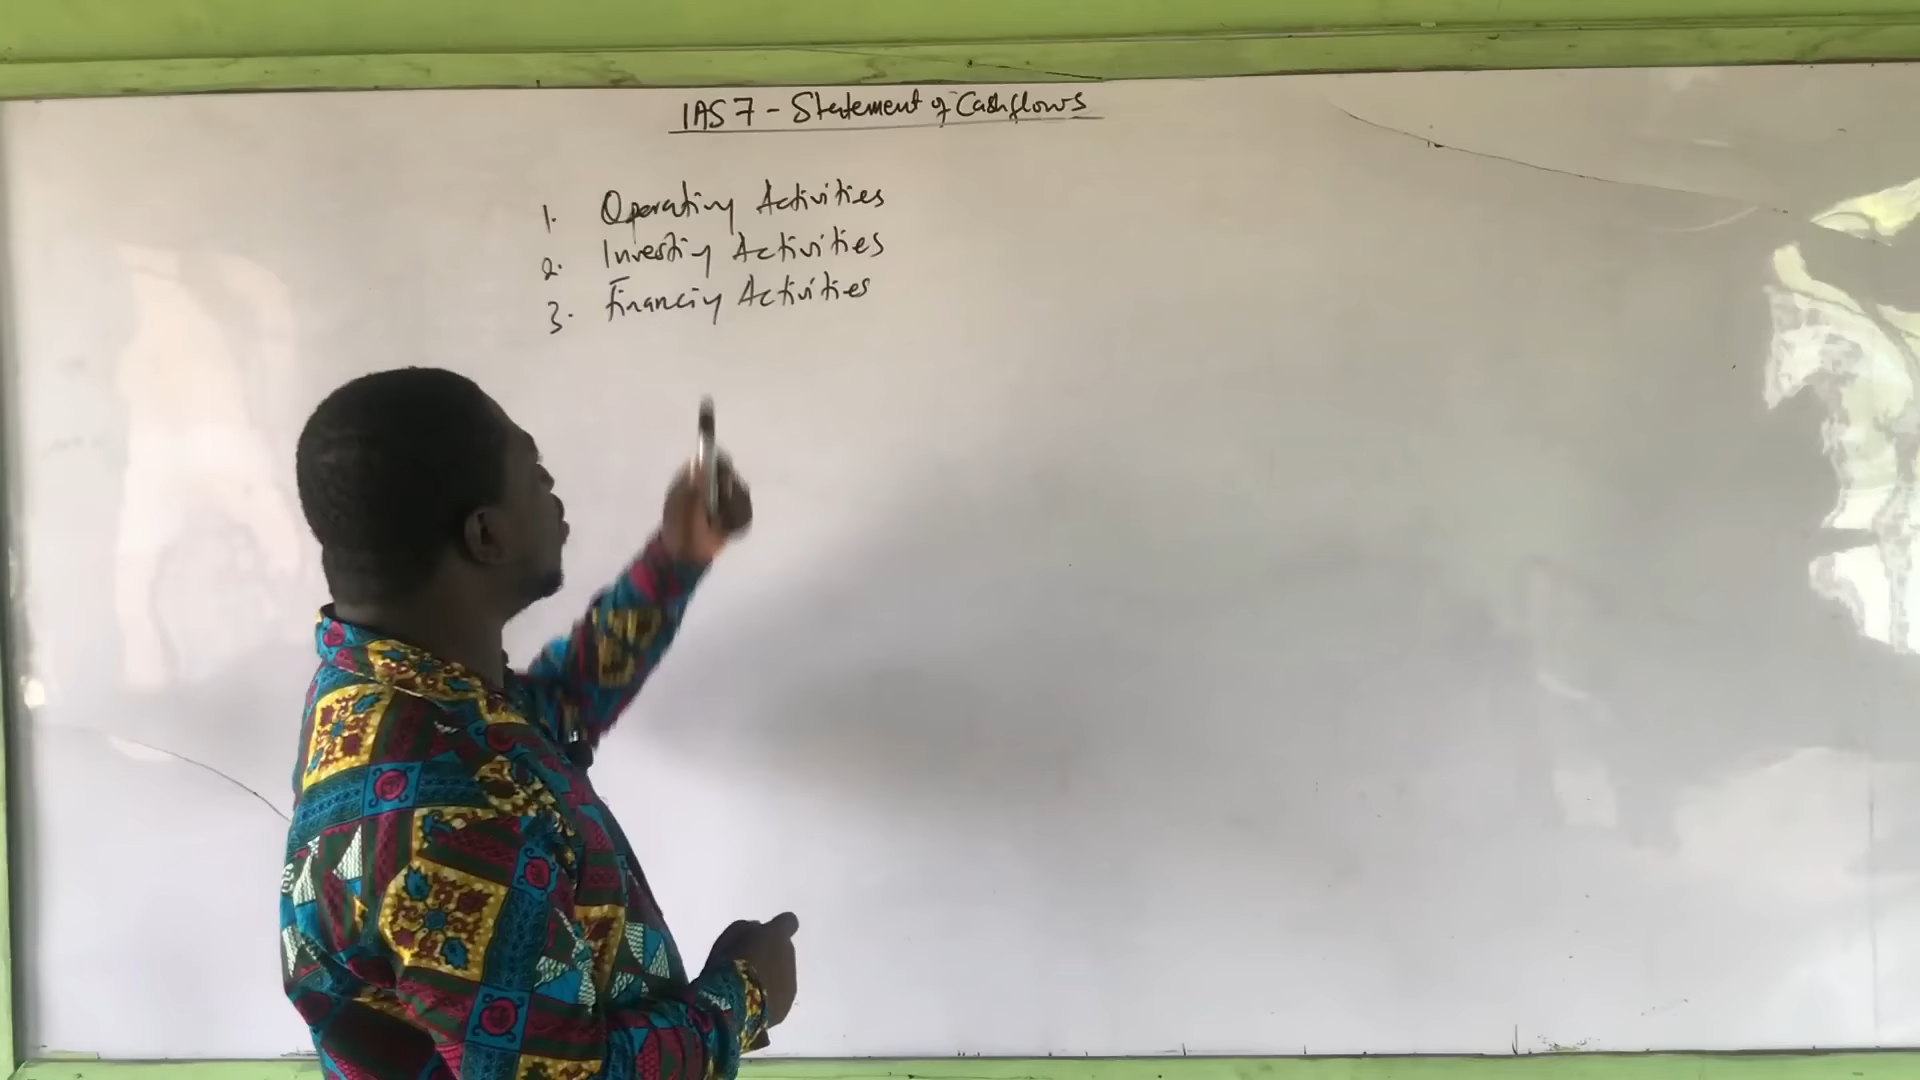 IAS 7 - Statement of Cashflows
1. Operating Activities
2. Investing Activities
3. Financing Activities